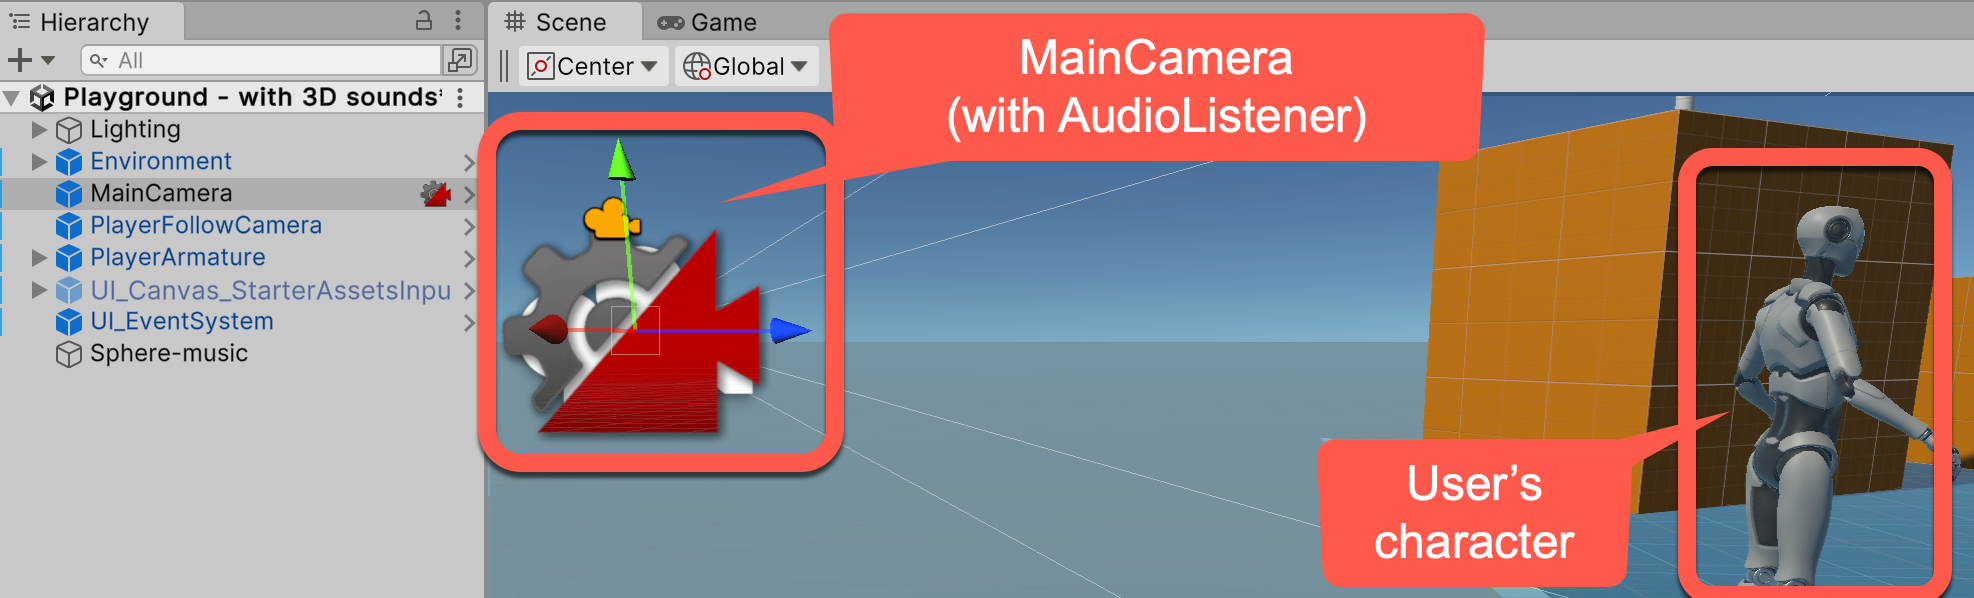 Hierarchy
All
Playground - with 3D sounds*
Lighting
Environment
MainCamera
PlayerFollowCamera
PlayerArmature
UI_Canvas_StarterAssetsInpu
UI_EventSystem
Sphere-music
Scene
Game
Center
Global
MainCamera
(with AudioListener)
User’s
character